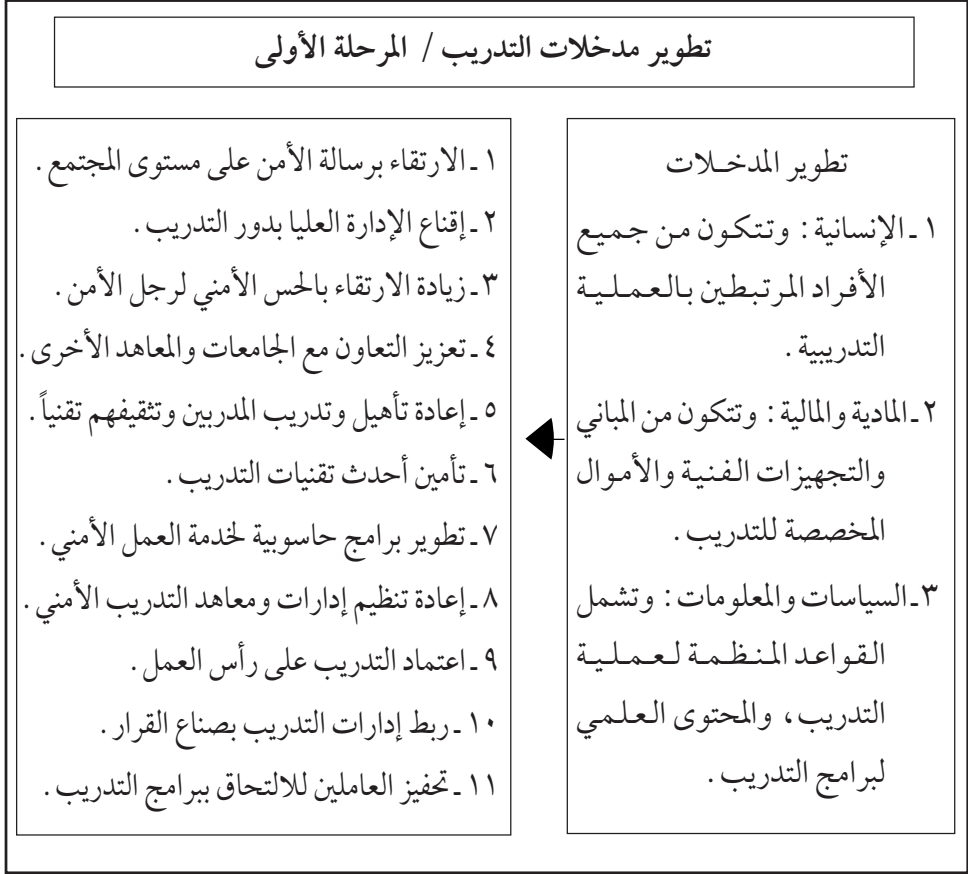 تطوير مدخلات التدريب / المرحلة الأولى
تطوير المدخلات
١ ـ الإنسانية : وتتكون من جميع
الأفراد المرتبطين بالعملية
التدريبية .
٢ ـ المادية والمالية : وتتكون من المباني
والتجهيزات الفنية والأموال
المخصصة للتدريب .
٣ ـ السياسات والمعلومات : وتشمل
القواعد المنظمة لعملية
التدريب ، والمحتوى العلمي
لبرامج التدريب .
١ ـ الارتقاء برسالة الأمن على مستوى المجتمع .
٢ ـ إقناع الإدارة العليا بدور التدريب .
٣ ـ زيادة الارتقاء بالحس الأمني لرجل الأمن .
٤ ـ تعزيز التعاون مع الجامعات والمعاهد الأخرى .
٥ ـ إعادة تأهيل وتدريب المدربين وتثقيفهم تقنياً .
٦ ـ تأمين أحدث تقنيات التدريب .
٧ ـ تطوير برامج حاسوبية لخدمة العمل الأمني .
٨ ـ إعادة تنظيم إدارات ومعاهد التدريب الأمني .
٩ ـ اعتماد التدريب على رأس العمل .
١٠ ـ ربط إدارات التدريب بصناع القرار .
١١ ـ تحفيز العاملين للالتحاق ببرامج التدريب .